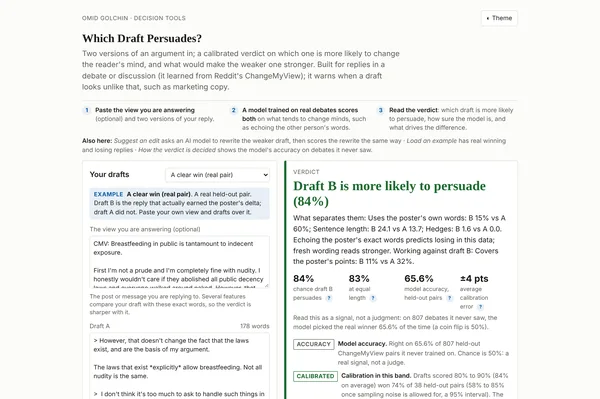 OMID GOLCHIN · DECISION TOOLS
Theme
Which Draft Persuades?
Two versions of an argument in; a calibrated verdict on which one is more likely to change
the reader's mind, and what would make the weaker one stronger. Built for replies in a
debate or discussion (it learned from Reddit's ChangeMyView); it warns when a draft
looks unlike that, such as marketing copy.
1 Paste the view you are answering
(optional) and two versions of your reply.
2 A model trained on real debates scores
both on what tends to change minds, such
as echoing the other person's words.
3 Read the verdict: which draft is more likely
to persuade, how sure the model is, and
what drives the difference.
Also here: Suggest an edit asks an AI model to rewrite the weaker draft, then scores the rewrite the same way · Load an example has real winning
and losing replies · How the verdict is decided shows the model's accuracy on debates it never saw.
Your drafts
A clear win (real pair)
EXAMPLE A clear win (real pair). A real held-out pair.
Draft B is the reply that actually earned the poster's delta;
draft A did not. Paste your own view and drafts over it.
The view you are answering (optional)
CMV: Breastfeeding in public is tantamount to indecent
exposure.
First I'm not a prude and I'm completely fine with nudity. I
honestly wouldn't care if they abolished all public decency
The post or message you are replying to. Several features
compare your draft with these exact words, so the verdict is
sharper with it.
Draft A
178 words
> However, that doesn't change the fact that the laws
exist, and are the basis of my argument.
The laws that exist *explicitly* allow breastfeeding. Not all
nudity is the same.
> I don't think it's too much to ask to handle such things in
VERDICT
Draft B is more likely to persuade
(84%)
What separates them: Uses the poster's own words: B 15% vs A
60%; Sentence length: B 24.1 vs A 13.7; Hedges: B 1.6 vs A 0.0.
Echoing the poster's exact words predicts losing in this data;
fresh wording reads different. Working against draft B: Covers
the poster's points: B 11% vs A 32%.
84%
chance draft B
persuades ?
83%
at equal
length ?
65.6%
model accuracy,
held-out pairs ?
±4 pts
average
calibration
error ?
Read this as a signal, not a judgment: on 807 debates it never saw, the
model picked the real winner 65.6% of the time (a coin flip is 50%).
ACCURACY Model accuracy. Right on 65.6% of 807 held-out
ChangeMyView pairs it never trained on. Chance is 50%: a
real signal, not a judge.
CALIBRATED Calibration in this band. Drafts scored 80% to 90% (84%
on average) won 74% of 38 held-out pairs (58% to 85%
once sampling noise is allowed for, a 95% interval). The